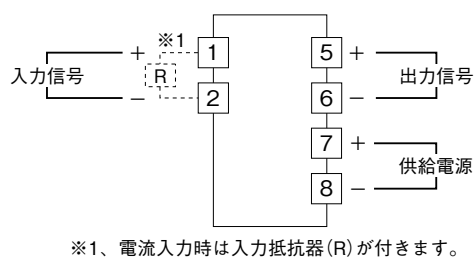 ※1
+ 1 5 +
入力信号 R 出力信号
− 2 6 −
7 +
供給電源
8 −
※1、電流入力時は入力抵抗器(R)が付きます。